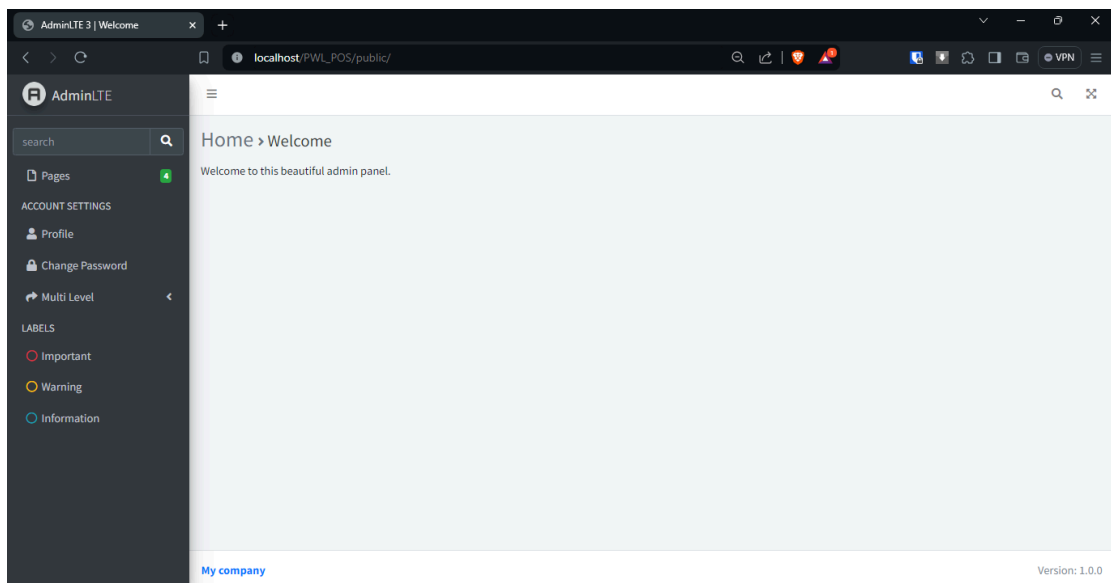 AdminLTE 3 | Welcome
localhost/PWL_POS/public/
1
VPN
AdminLTE
search
Pages
4
ACCOUNT SETTINGS
Profile
Change Password
Multi Level
LABELS
Important
Warning
Information
Home › Welcome
Welcome to this beautiful admin panel.
My company
Version: 1.0.0